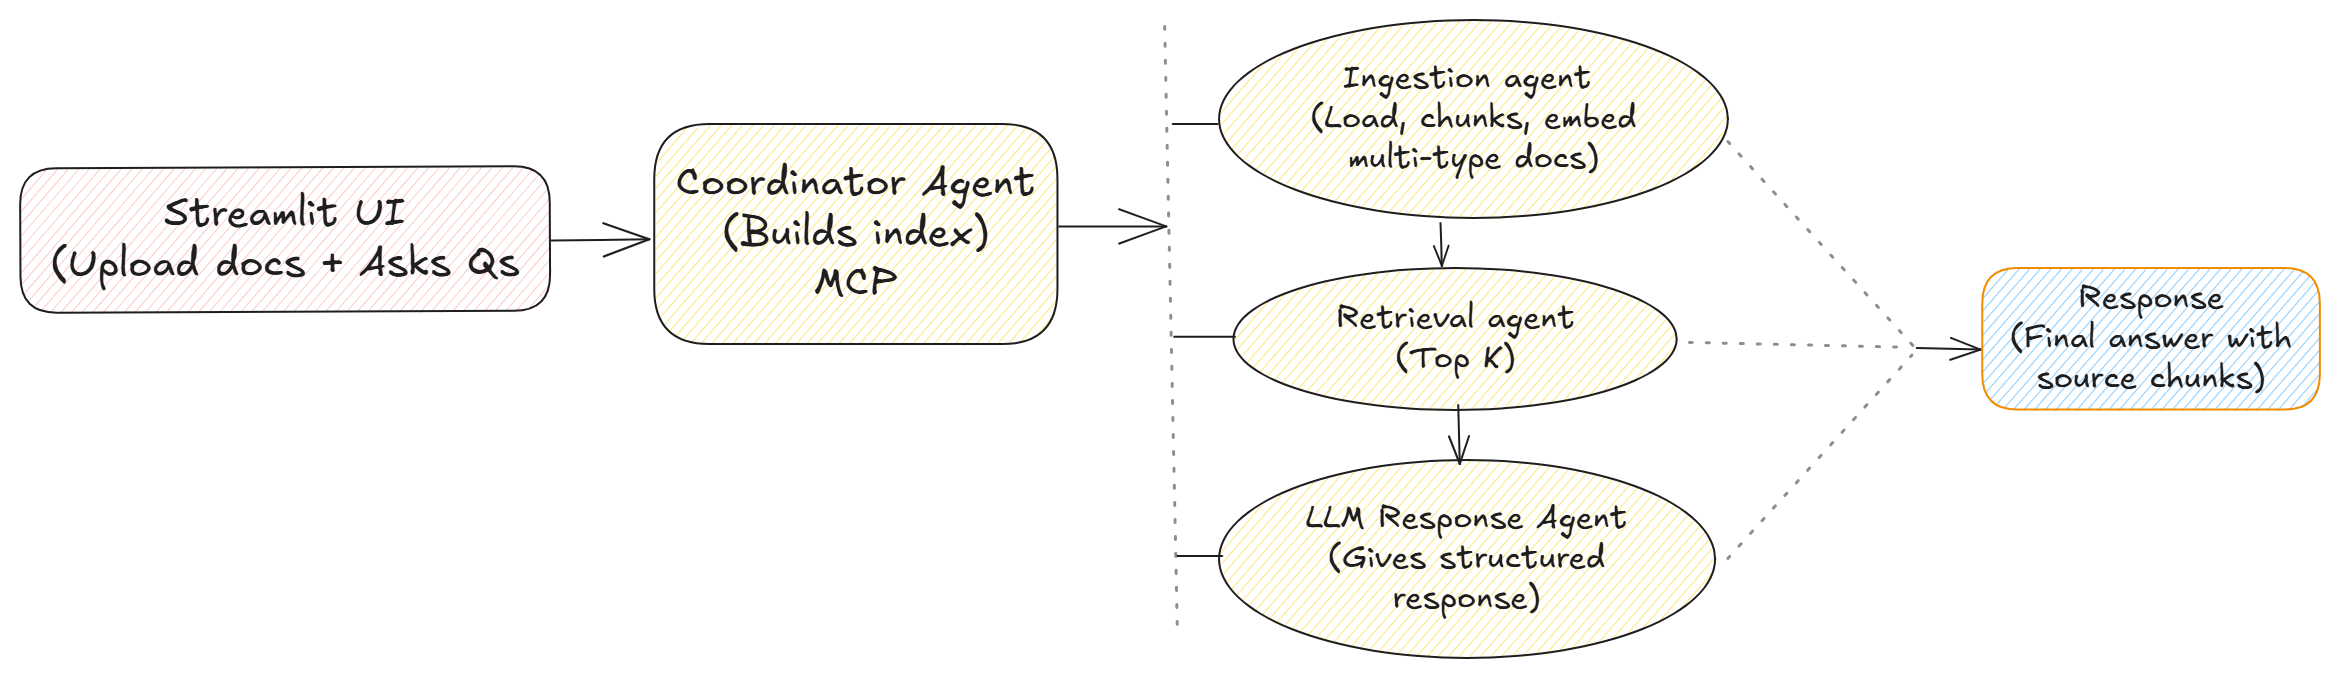 Streamlit UI
(Upload docs + Asks Qs
Coordinator Agent
(Builds index)
MCP
Ingestion agent
(Load, chunks, embed
multi-type docs)
Retrieval agent
(Top K)
LLM Response Agent
(Gives structured
response)
Response
(Final answer with
source chunks)